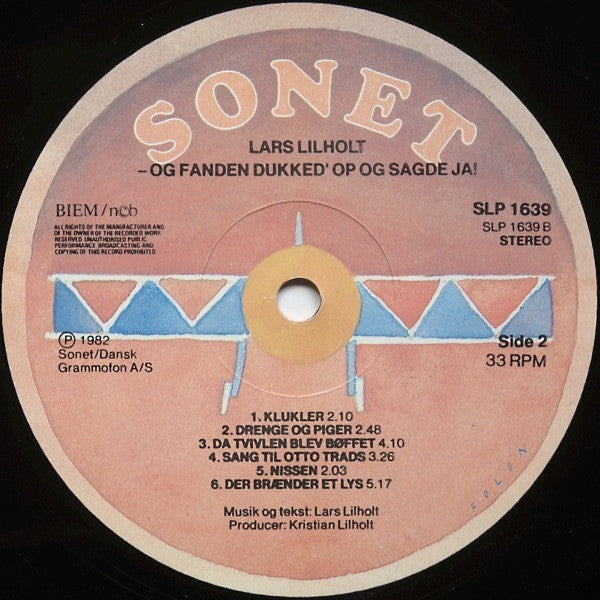 SONET
LARS LILHOLT
– OG FANDEN DUKKED' OP OG SAGDE JA!
BIEM/ncb
ALL RIGHTS OF THE MANUFACTURER AND
OF THE OWNER OF THE RECORDED WORK
RESERVED UNAUTHORISED PUBLIC
PERFORMANCE BROADCASTING AND
COPYING OF THIS RECORD PROHIBITED
SLP 1639
SLP 1639 B
STEREO
Ⓟ 1982
Sonet/Dansk
Grammofon A/S
Side 2
33 RPM
1. KLUKLER 2.10
2. DRENGE OG PIGER 2.48
3. DA TVIVLEN BLEV BØFFET 4.10
4. SANG TIL OTTO TRADS 3.26
5. NISSEN 2.03
6. DER BRÆNDER ET LYS 5.17
Musik og tekst: Lars Lilholt
Producer: Kristian Lilholt
FOLON